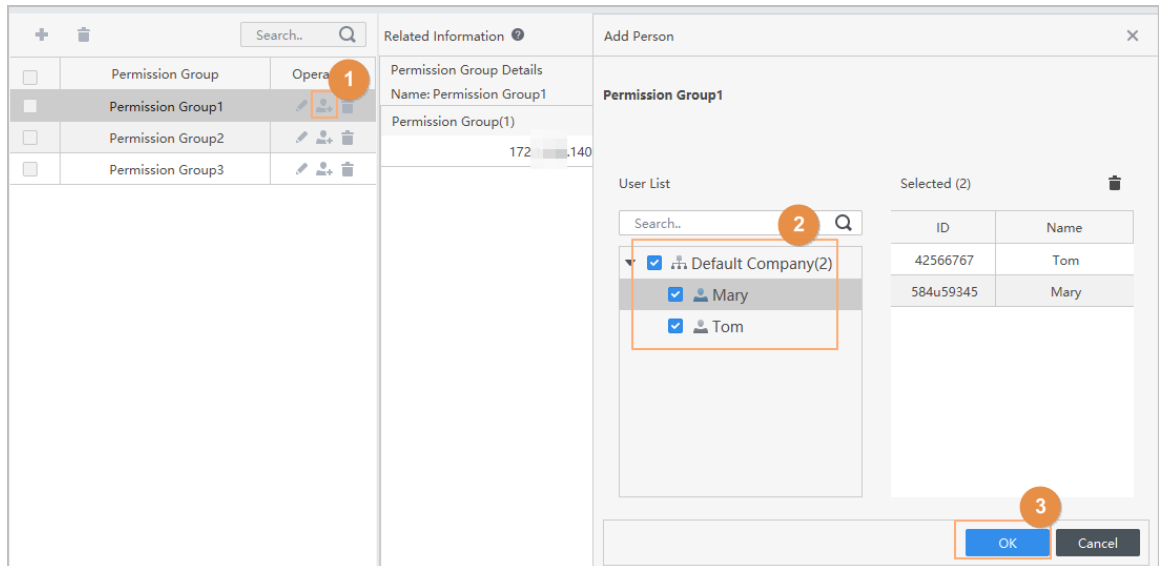 Search..
Permission Group
Opera
1
Permission Group1
Permission Group2
Permission Group3
Related Information
Permission Group Details
Name: Permission Group1
Permission Group(1)
172 .140
Add Person
Permission Group1
User List
Search..
2
Default Company(2)
Mary
Tom
Selected (2)
ID Name
42566767 Tom
584u59345 Mary
3
OK Cancel